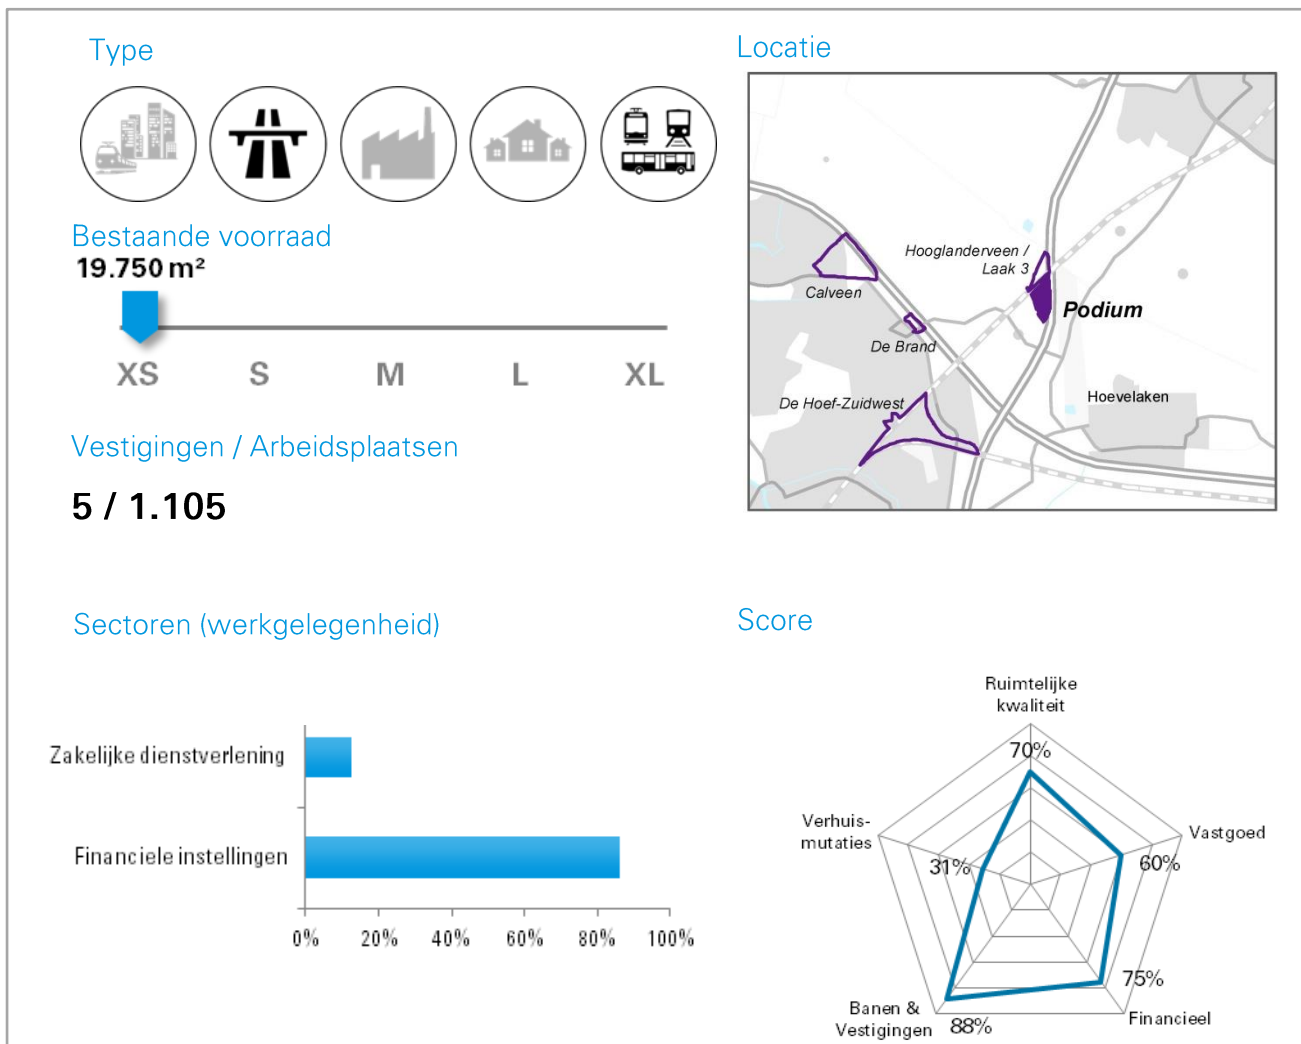 Type
Bestaande voorraad
19.750 m²
XS S M L XL
Vestigingen / Arbeidsplaatsen
5 / 1.105
Locatie
Hooglanderveen /
Laak 3
Calveen
Podium
De Brand
De Hoef-Zuidwest
Hoevelaken
Sectoren (werkgelegenheid)
Zakelijke dienstverlening
Financiele instellingen
0% 20% 40% 60% 80% 100%
Score
Ruimtelijke
kwaliteit
70%
Verhuis-
mutaties
Vastgoed
31%
60%
75%
Banen &
Vestigingen
88%
Financieel